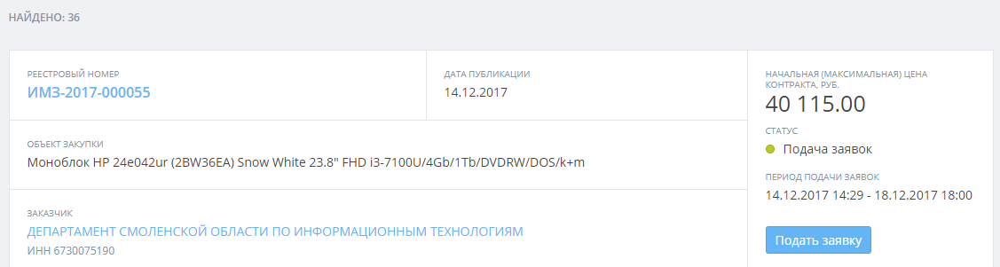 НАЙДЕНО: 36
РЕЕСТРОВЫЙ НОМЕР
ИМЗ-2017-000055
ДАТА ПУБЛИКАЦИИ
14.12.2017
ОБЪЕКТ ЗАКУПКИ
Моноблок HP 24e042ur (2BW36EA) Snow White 23.8" FHD i3-7100U/4Gb/1Tb/DVDRW/DOS/k+m
ЗАКАЗЧИК
ДЕПАРТАМЕНТ СМОЛЕНСКОЙ ОБЛАСТИ ПО ИНФОРМАЦИОННЫМ ТЕХНОЛОГИЯМ
ИНН 6730075190
НАЧАЛЬНАЯ (МАКСИМАЛЬНАЯ) ЦЕНА
КОНТРАКТА, РУБ.
40 115.00
СТАТУС
Подача заявок
ПЕРИОД ПОДАЧИ ЗАЯВОК
14.12.2017 14:29 - 18.12.2017 18:00
Подать заявку